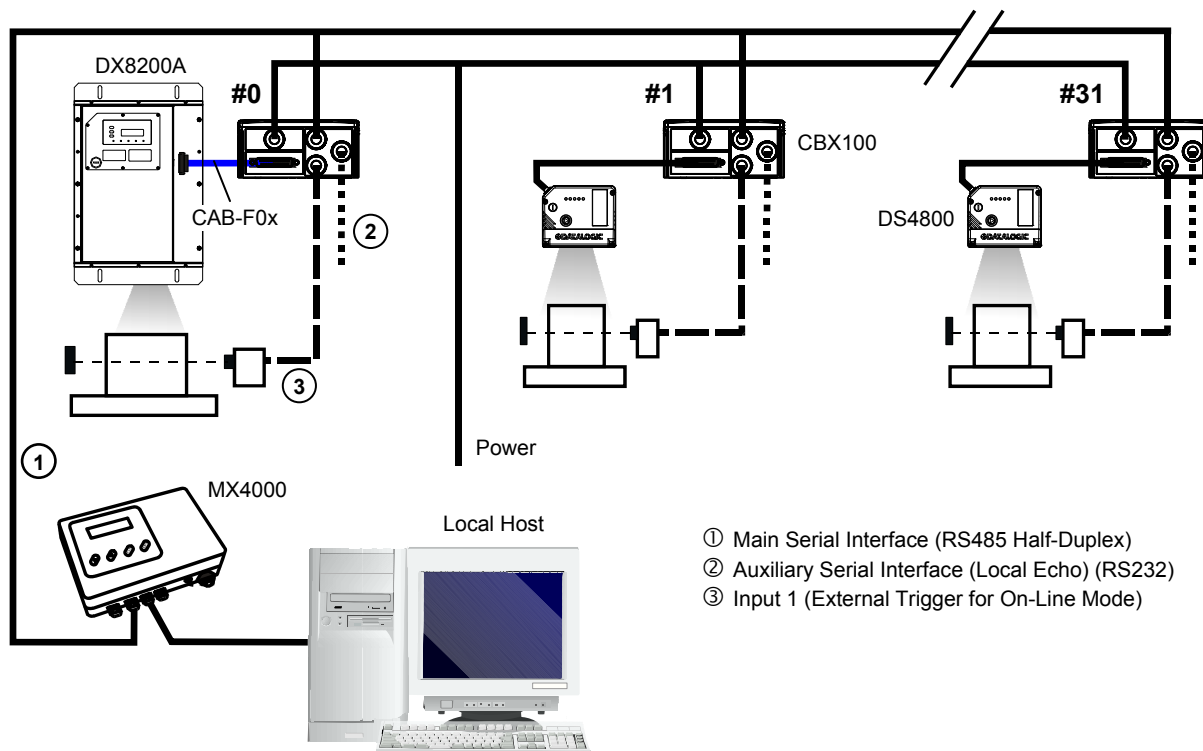 DX8200A
#0
#1
#31
CBX100
CAB-F0x
2
DS4800
DATALOGIC
DATALOGIC
3
Power
1
MX4000
Local Host
① Main Serial Interface (RS485 Half-Duplex)
② Auxiliary Serial Interface (Local Echo) (RS232)
③ Input 1 (External Trigger for On-Line Mode)